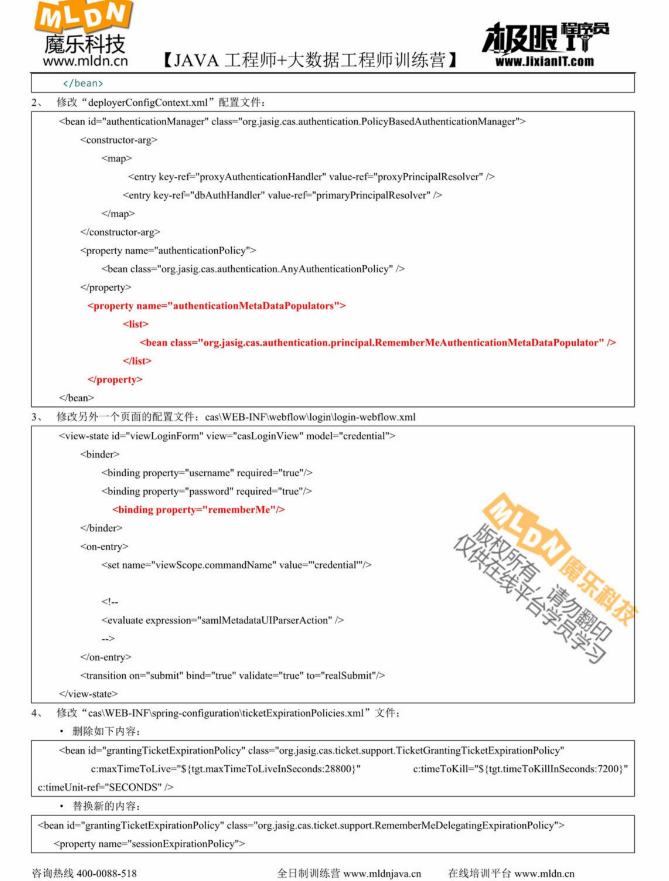 MLDN
魔乐科技
www.mldn.cn
【JAVA 工程师+大数据工程师训练营】
极限IT程序员
www.JixianIT.com
</bean>
2、 修改“deployerConfigContext.xml”配置文件：
<bean id="authenticationManager" class="org.jasig.cas.authentication.PolicyBasedAuthenticationManager">
<constructor-arg>
<map>
<entry key-ref="proxyAuthenticationHandler" value-ref="proxyPrincipalResolver" />
<entry key-ref="dbAuthHandler" value-ref="primaryPrincipalResolver" />
</map>
</constructor-arg>
<property name="authenticationPolicy">
<bean class="org.jasig.cas.authentication.AnyAuthenticationPolicy" />
</property>
<property name="authenticationMetaDataPopulators">
<list>
<bean class="org.jasig.cas.authentication.principal.RememberMeAuthenticationMetaDataPopulator" />
</list>
</property>
</bean>
3、 修改另外一个页面的配置文件：cas\WEB-INF\webflow\login\login-webflow.xml
<view-state id="viewLoginForm" view="casLoginView" model="credential">
<binder>
<binding property="username" required="true"/>
<binding property="password" required="true"/>
<binding property="rememberMe"/>
</binder>
<on-entry>
<set name="viewScope.commandName" value="'credential'"/>
<!--
<evaluate expression="samlMetadataUIParserAction" />
-->
</on-entry>
<transition on="submit" bind="true" validate="true" to="realSubmit"/>
</view-state>
MLDN 魔乐科技
版权所有，请勿翻印
仅供在线平台学员学习
4、 修改“cas\WEB-INF\spring-configuration\ticketExpirationPolicies.xml”文件；
• 删除如下内容：
<bean id="grantingTicketExpirationPolicy" class="org.jasig.cas.ticket.support.TicketGrantingTicketExpirationPolicy"
c:maxTimeToLive="${tgt.maxTimeToLiveInSeconds:28800}" c:timeToKill="${tgt.timeToKillInSeconds:7200}"
c:timeUnit-ref="SECONDS" />
• 替换新的内容：
<bean id="grantingTicketExpirationPolicy" class="org.jasig.cas.ticket.support.RememberMeDelegatingExpirationPolicy">
<property name="sessionExpirationPolicy">
咨询热线 400-0088-518 全日制训练营 www.mldnjava.cn 在线培训平台 www.mldn.cn